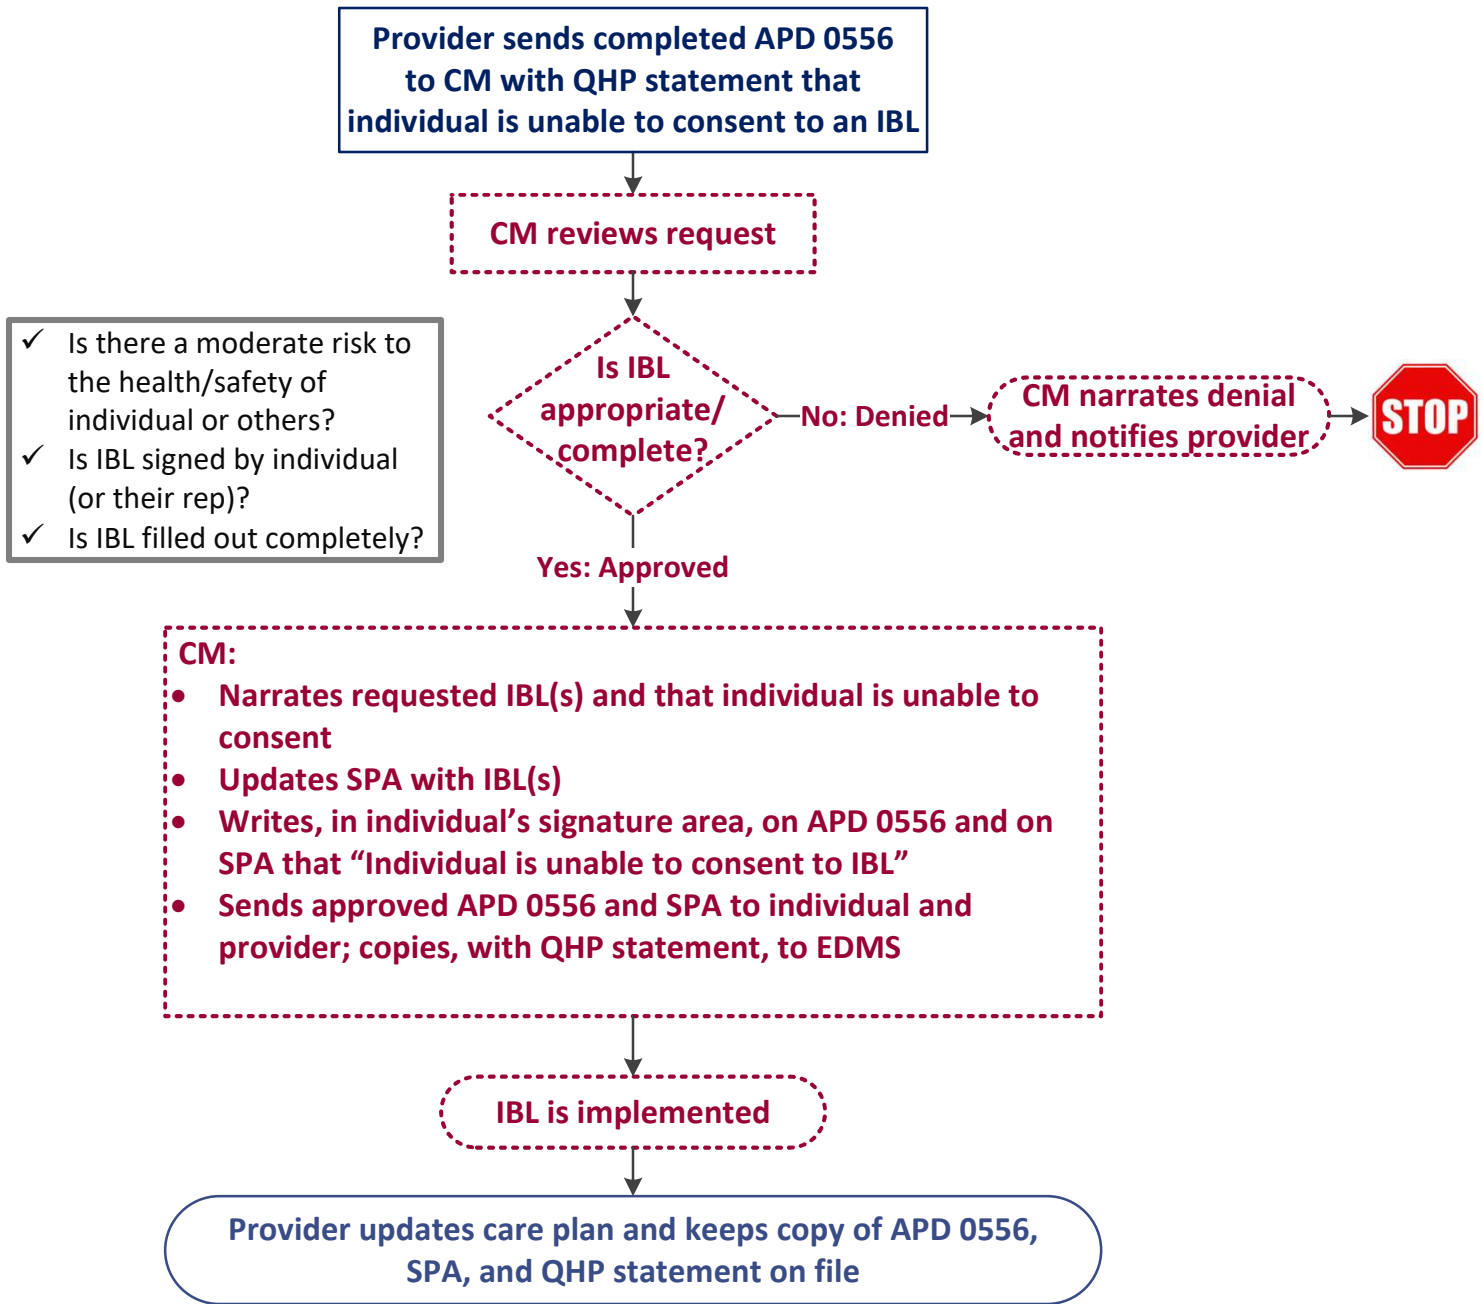 Provider sends completed APD 0556
to CM with QHP statement that
individual is unable to consent to an IBL
CM reviews request
✓ Is there a moderate risk to
the health/safety of
individual or others?
✓ Is IBL signed by individual
(or their rep)?
✓ Is IBL filled out completely?
Is IBL
appropriate/
complete?
No: Denied
CM narrates denial
and notifies provider
STOP
Yes: Approved
CM:
• Narrates requested IBL(s) and that individual is unable to
consent
• Updates SPA with IBL(s)
• Writes, in individual’s signature area, on APD 0556 and on
SPA that “Individual is unable to consent to IBL”
• Sends approved APD 0556 and SPA to individual and
provider; copies, with QHP statement, to EDMS
IBL is implemented
Provider updates care plan and keeps copy of APD 0556,
SPA, and QHP statement on file